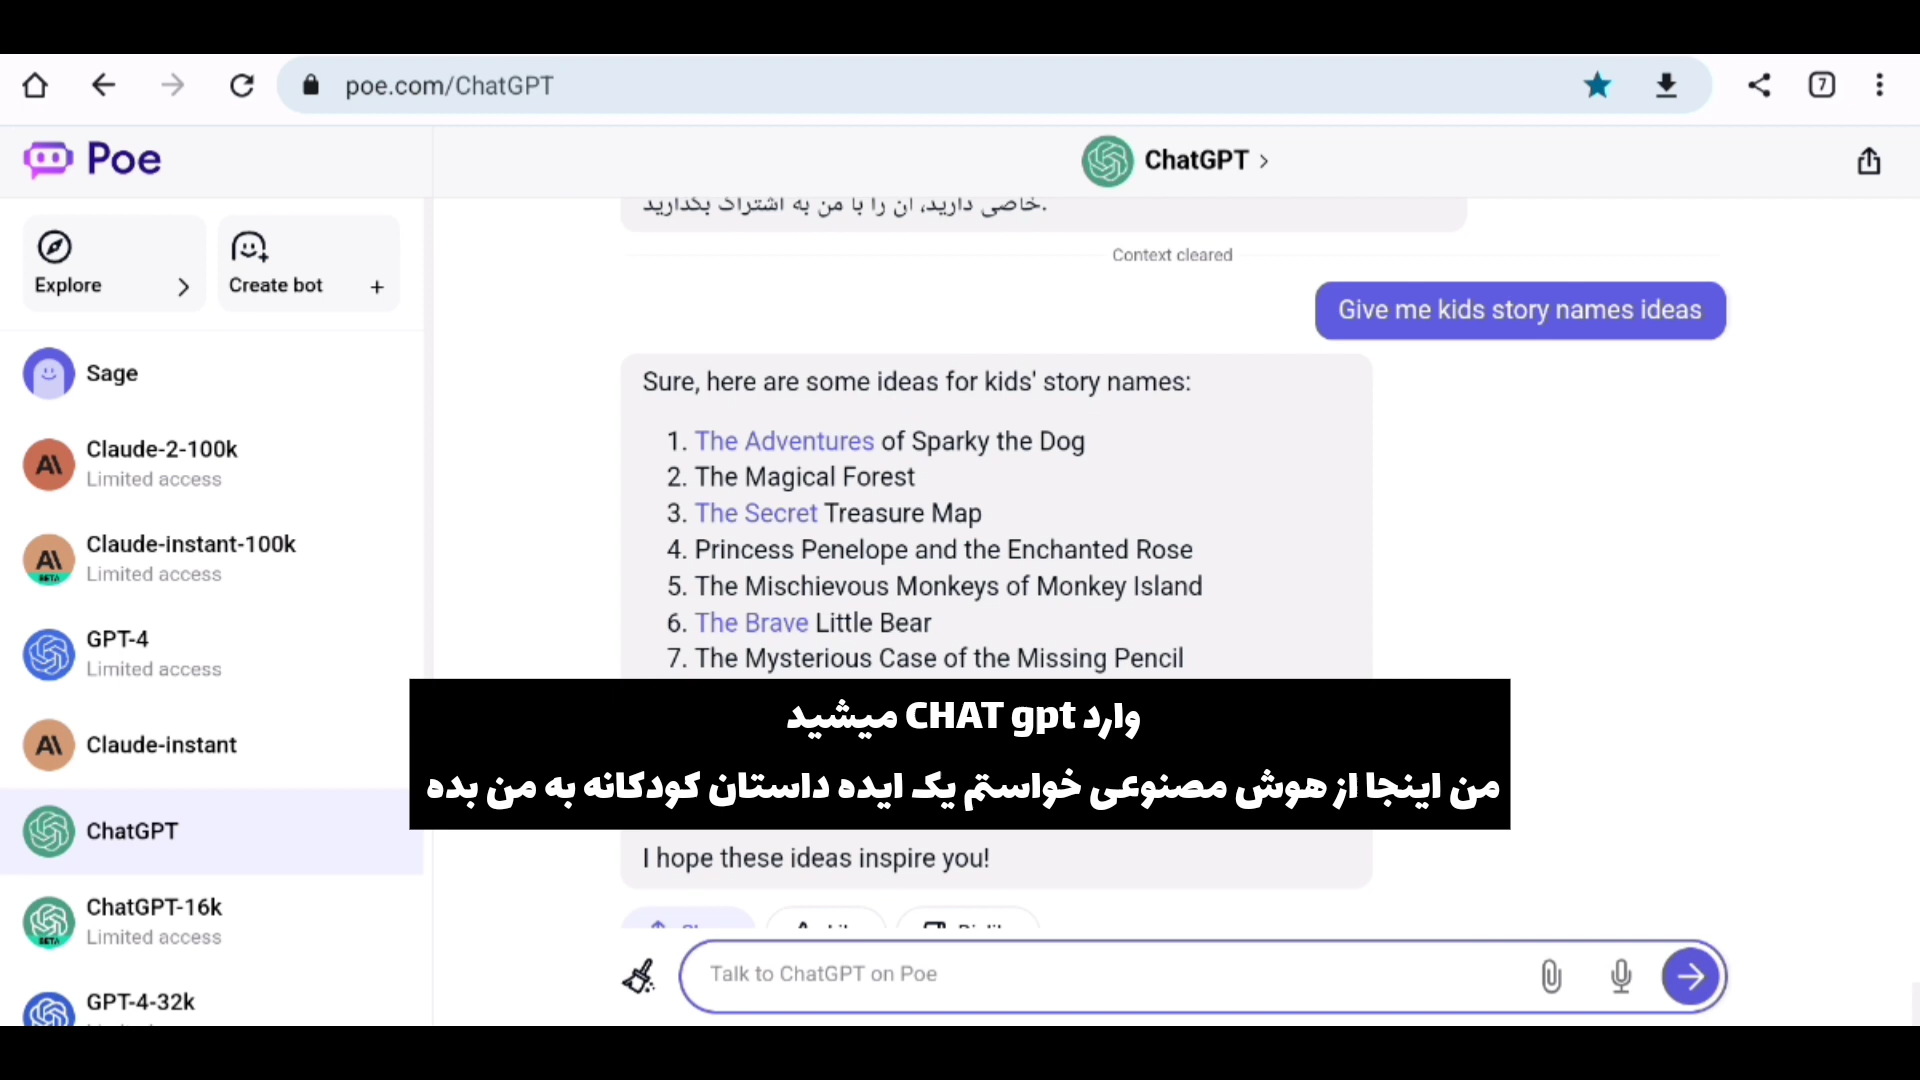 7
poe.com/ChatGPT
Poe
ChatGPT
Explore
Create bot +
خاصی دارید، آن را با من به اشتراک بگذارید.
Context cleared
Give me kids story names ideas
Sure, here are some ideas for kids' story names:
1. The Adventures of Sparky the Dog
2. The Magical Forest
3. The Secret Treasure Map
4. Princess Penelope and the Enchanted Rose
5. The Mischievous Monkeys of Monkey Island
6. The Brave Little Bear
7. The Mysterious Case of the Missing Pencil
وارد CHAT gpt میشید
من اینجا از هوش مصنوعی خواستم یک ایده داستان کودکانه به من بده
I hope these ideas inspire you!
Talk to ChatGPT on Poe
Sage
Claude-2-100k
Limited access
Claude-instant-100k
Limited access
BETA
GPT-4
Limited access
Claude-instant
ChatGPT
ChatGPT-16k
Limited access
BETA
GPT-4-32k